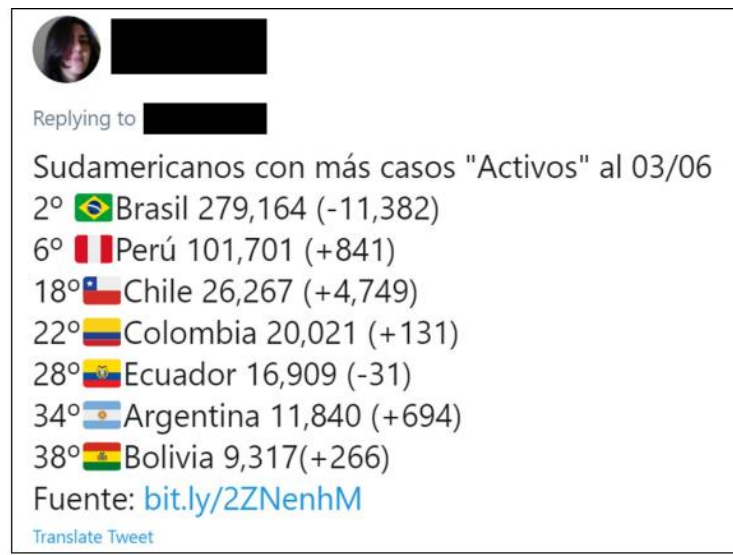 Replying to
Sudamericanos con más casos "Activos" al 03/06
2º Brasil 279,164 (-11,382)
6º Perú 101,701 (+841)
18º Chile 26,267 (+4,749)
22º Colombia 20,021 (+131)
28º Ecuador 16,909 (-31)
34º Argentina 11,840 (+694)
38º Bolivia 9,317(+266)
Fuente: bit.ly/2ZNenhM
Translate Tweet